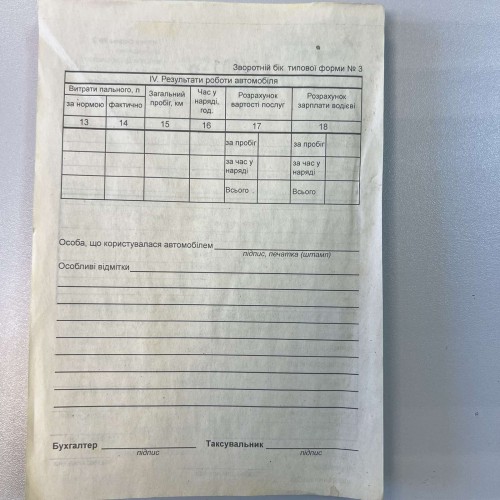 Зворотній бік типової форми № 3
IV. Результати роботи автомобіля
Витрати пального, л
за нормою фактично
Загальний
пробіг, км
Час у
наряді,
год.
Розрахунок
вартості послуг
Розрахунок
зарплати водієві
13 14 15 16 17 18
за пробіг за пробіг
за час у
наряді
за час у
наряді
Всього Всього
Особа, що користувалася автомобілем
підпис, печатка (штамп)
Особливі відмітки
Бухгалтер Таксувальник
підпис підпис